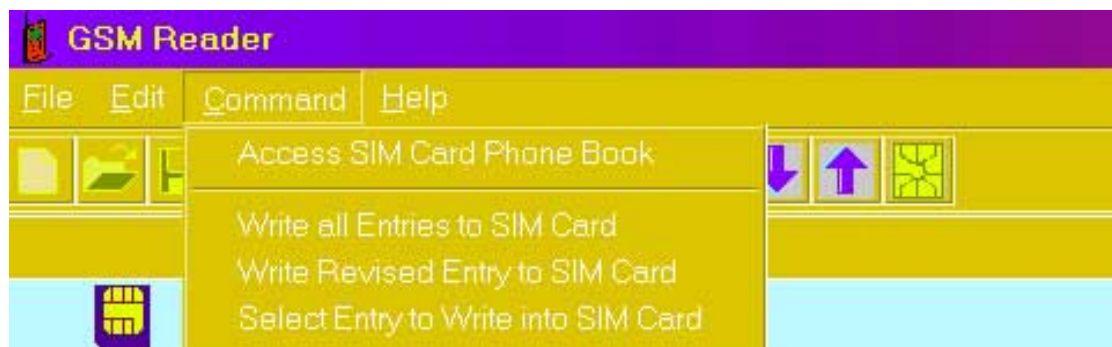 GSM Reader
File Edit Command Help
Access SIM Card Phone Book
Write all Entries to SIM Card
Write Revised Entry to SIM Card
Select Entry to Write into SIM Card